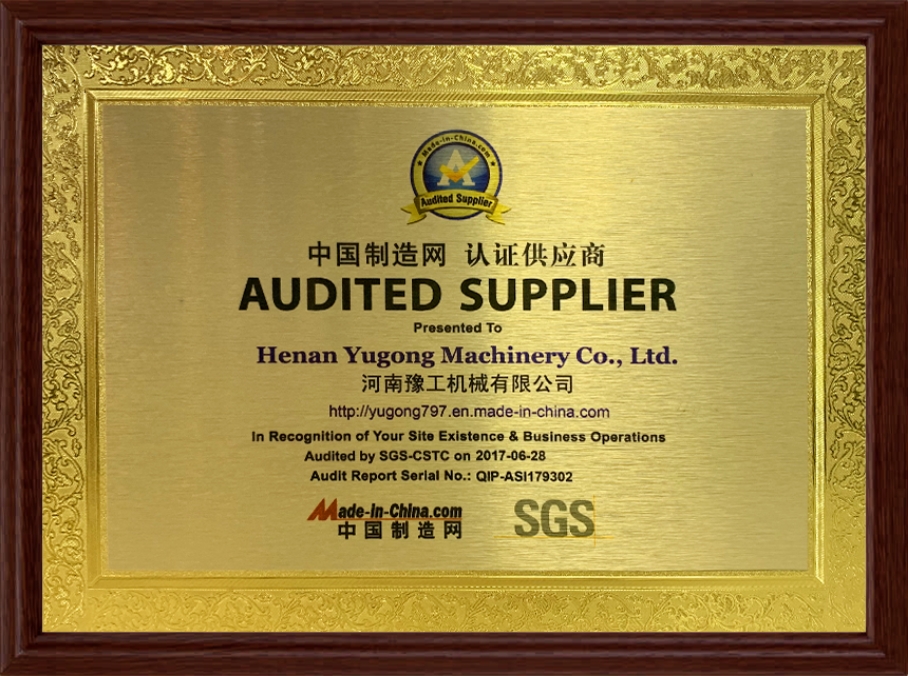 Made-in-China.com
A
Audited Supplier
中国制造网 认证供应商
AUDITED SUPPLIER
Presented To
Henan Yugong Machinery Co., Ltd.
河南豫工机械有限公司
http://yugong797.en.made-in-china.com
In Recognition of Your Site Existence & Business Operations
Audited by SGS-CSTC on 2017-06-28
Audit Report Serial No.: QIP-ASI179302
Made-in-China.com
中国制造网
SGS